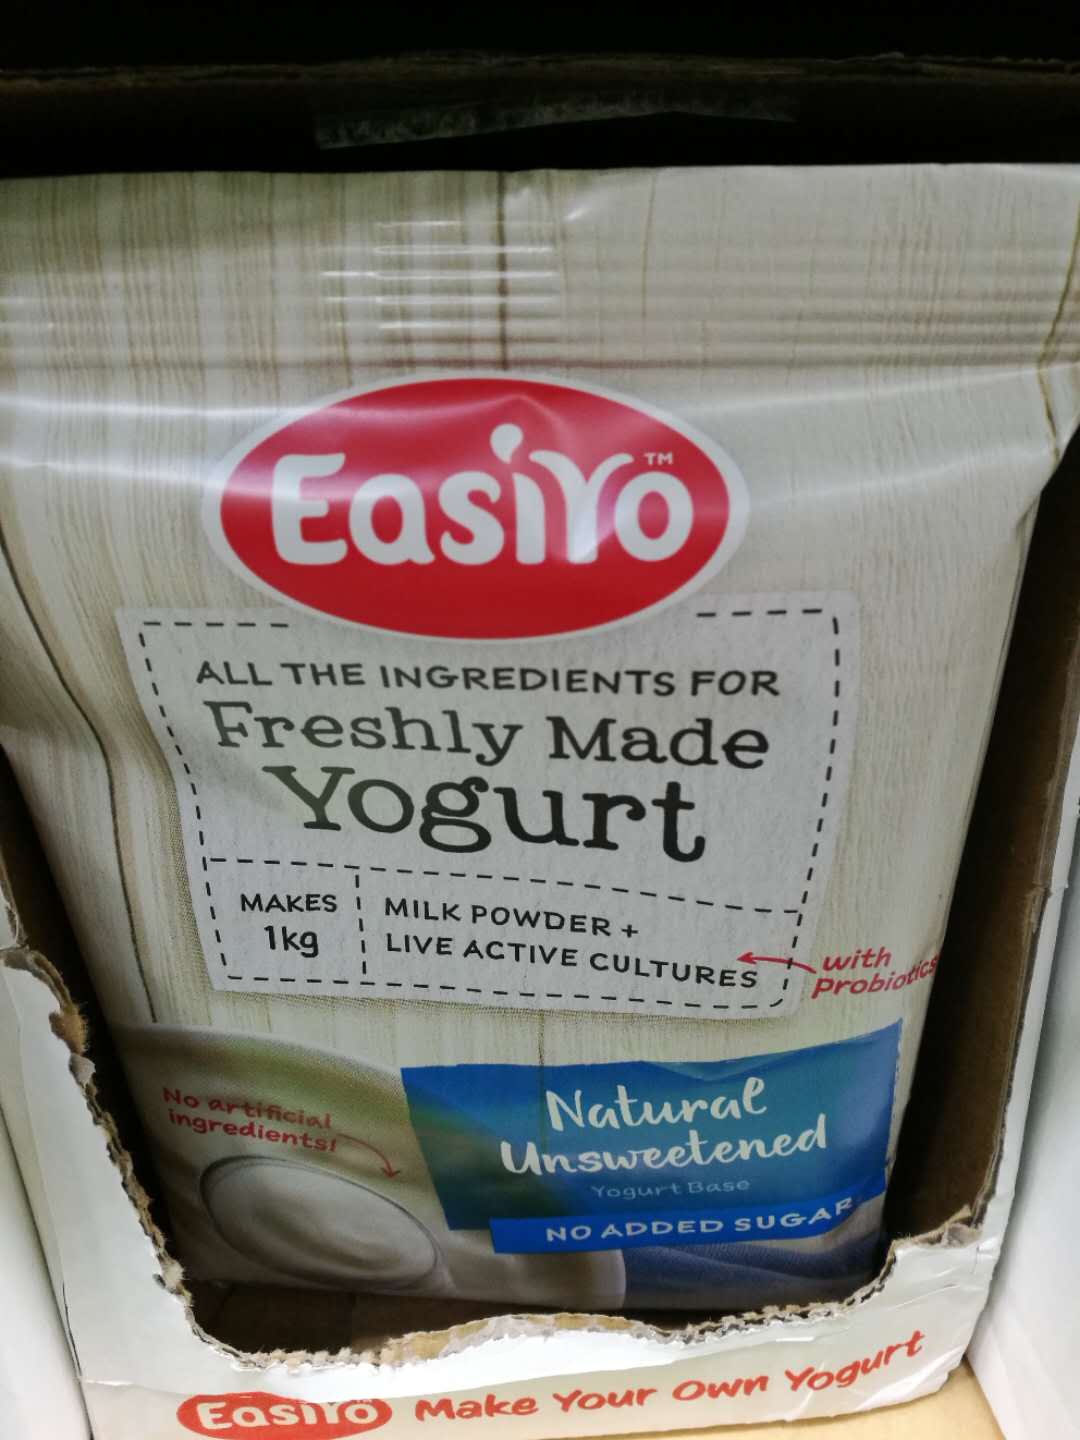 EasiYo™
ALL THE INGREDIENTS FOR
Freshly Made
Yogurt
MAKES
1kg
MILK POWDER +
LIVE ACTIVE CULTURES
with
Probiotics
No artificial
ingredients!
Natural
Unsweetened
Yogurt Base
NO ADDED SUGAR
EasiYo Make Your Own Yogurt